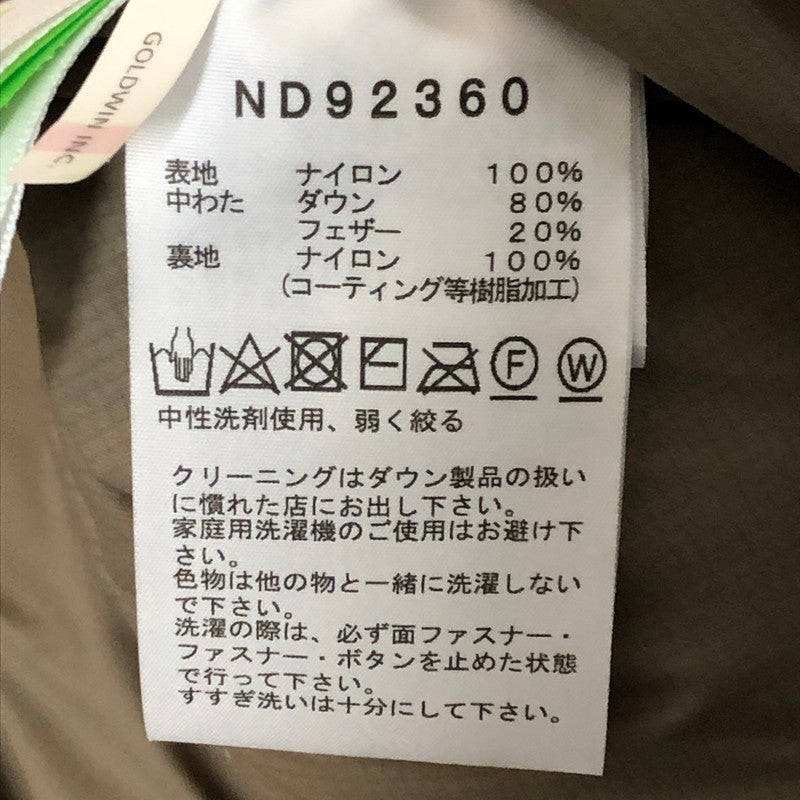 GOLDWIN INC.
ND92360
表地 ナイロン 100%
中わた ダウン 80%
フェザー 20%
裏地 ナイロン 100%
(コーティング等樹脂加工)
F W
中性洗剤使用、弱く絞る
クリーニングはダウン製品の扱い
に慣れた店にお出し下さい。
家庭用洗濯機のご使用はお避け下
さい。
色物は他の物と一緒に洗濯しない
で下さい。
洗濯の際は、必ず面ファスナー・
ファスナー・ボタンを止めた状態
で行って下さい。
すすぎ洗いは十分にして下さい。